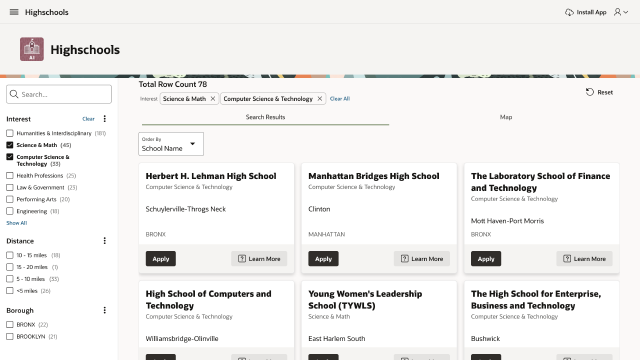 Highschools
Install App
AI
Highschools
Search...
Total Row Count 78
Interest
Science & Math
Computer Science & Technology
Clear All
Reset
Interest
Clear
Humanities & Interdisciplinary (181)
Science & Math (45)
Computer Science &
Technology (33)
Health Professions (25)
Law & Government (23)
Performing Arts (20)
Engineering (18)
Show All
Distance
10 - 15 miles (18)
15 - 20 miles (1)
5 - 10 miles (33)
<5 miles (26)
Borough
BRONX (22)
BROOKLYN (21)
Search Results
Map
Order By
School Name
Herbert H. Lehman High School
Computer Science & Technology
Schuylerville-Throgs Neck
BRONX
Apply
Learn More
Manhattan Bridges High School
Computer Science & Technology
Clinton
MANHATTAN
Apply
Learn More
The Laboratory School of Finance
and Technology
Computer Science & Technology
Mott Haven-Port Morris
BRONX
Apply
Learn More
High School of Computers and
Technology
Computer Science & Technology
Williamsbridge-Olinville
Young Women's Leadership
School (TYWLS)
Science & Math
East Harlem South
The High School for Enterprise,
Business and Technology
Computer Science & Technology
Bushwick